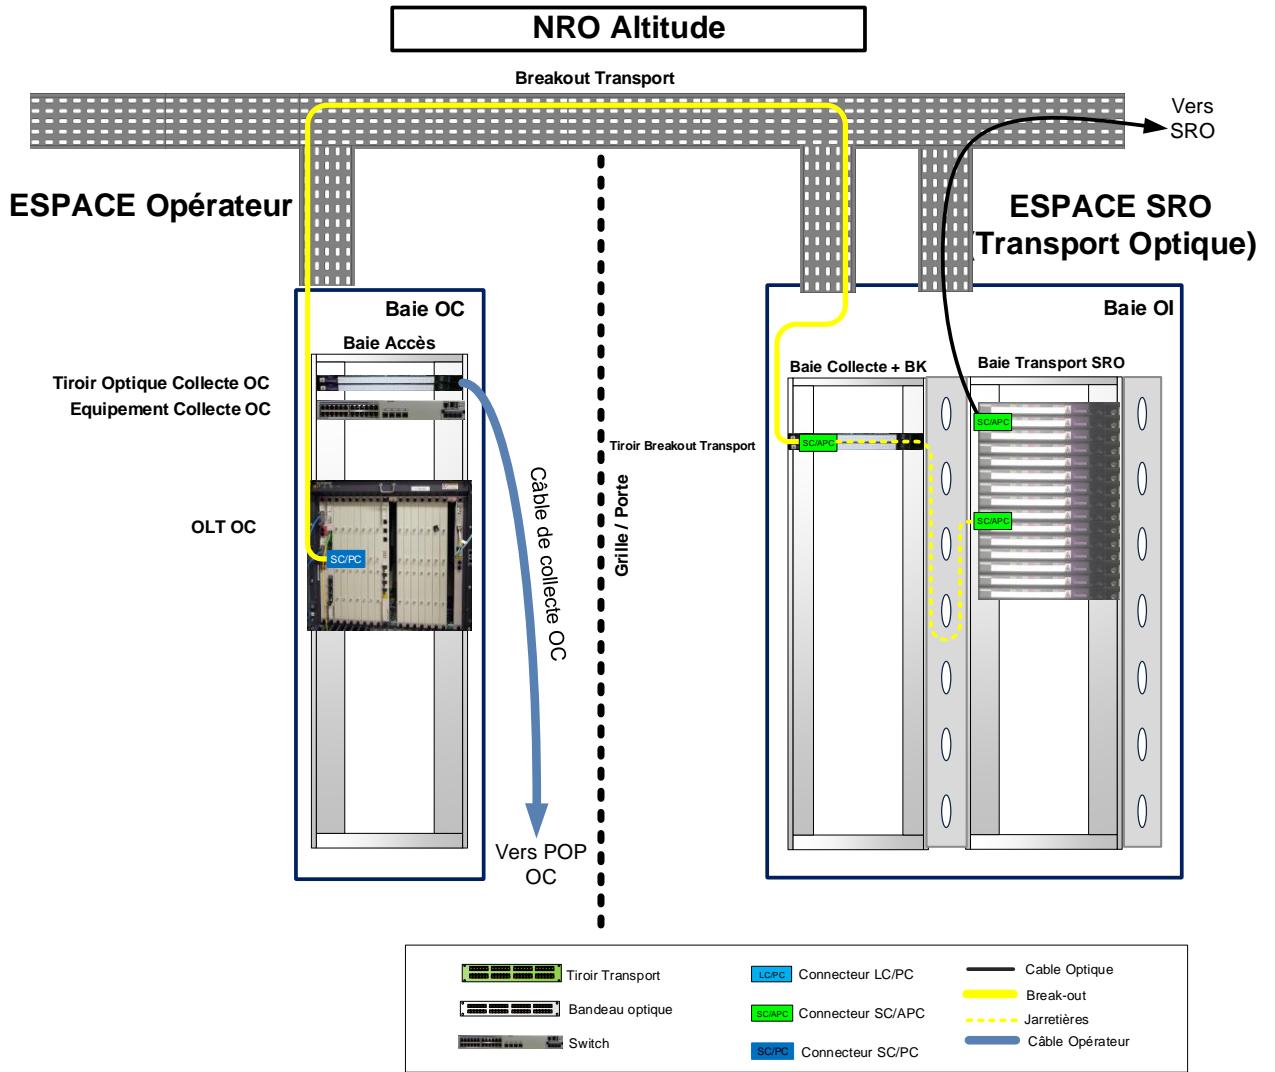 NRO Altitude
Breakout Transport
Vers
SRO
ESPACE Opérateur
ESPACE SRO
(Transport Optique)
Baie OC
Baie OI
Baie Accès
Baie Collecte + BK
Baie Transport SRO
Tiroir Optique Collecte OC
Equipement Collecte OC
SC/APC
Tiroir Breakout Transport
SC/APC
SC/APC
OLT OC
SC/PC
Câble de collecte OC
Grille / Porte
Vers POP
OC
Tiroir Transport
Bandeau optique
Switch
LC/PC
Connecteur LC/PC
SC/APC
Connecteur SC/APC
SC/PC
Connecteur SC/PC
Cable Optique
Break-out
Jarretières
Câble Opérateur